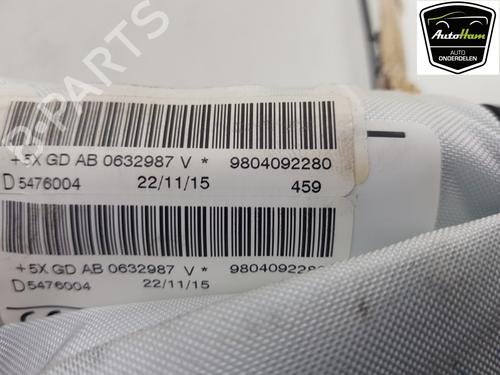 AutoHam
AUTO
ONDERDELEN
B-PARTS
+5X GD AB 0632987 V * 9804092280
D 5476004 22/11/15 459
+5X GD AB 0632987 V * 980409228
D 5476004 22/11/15